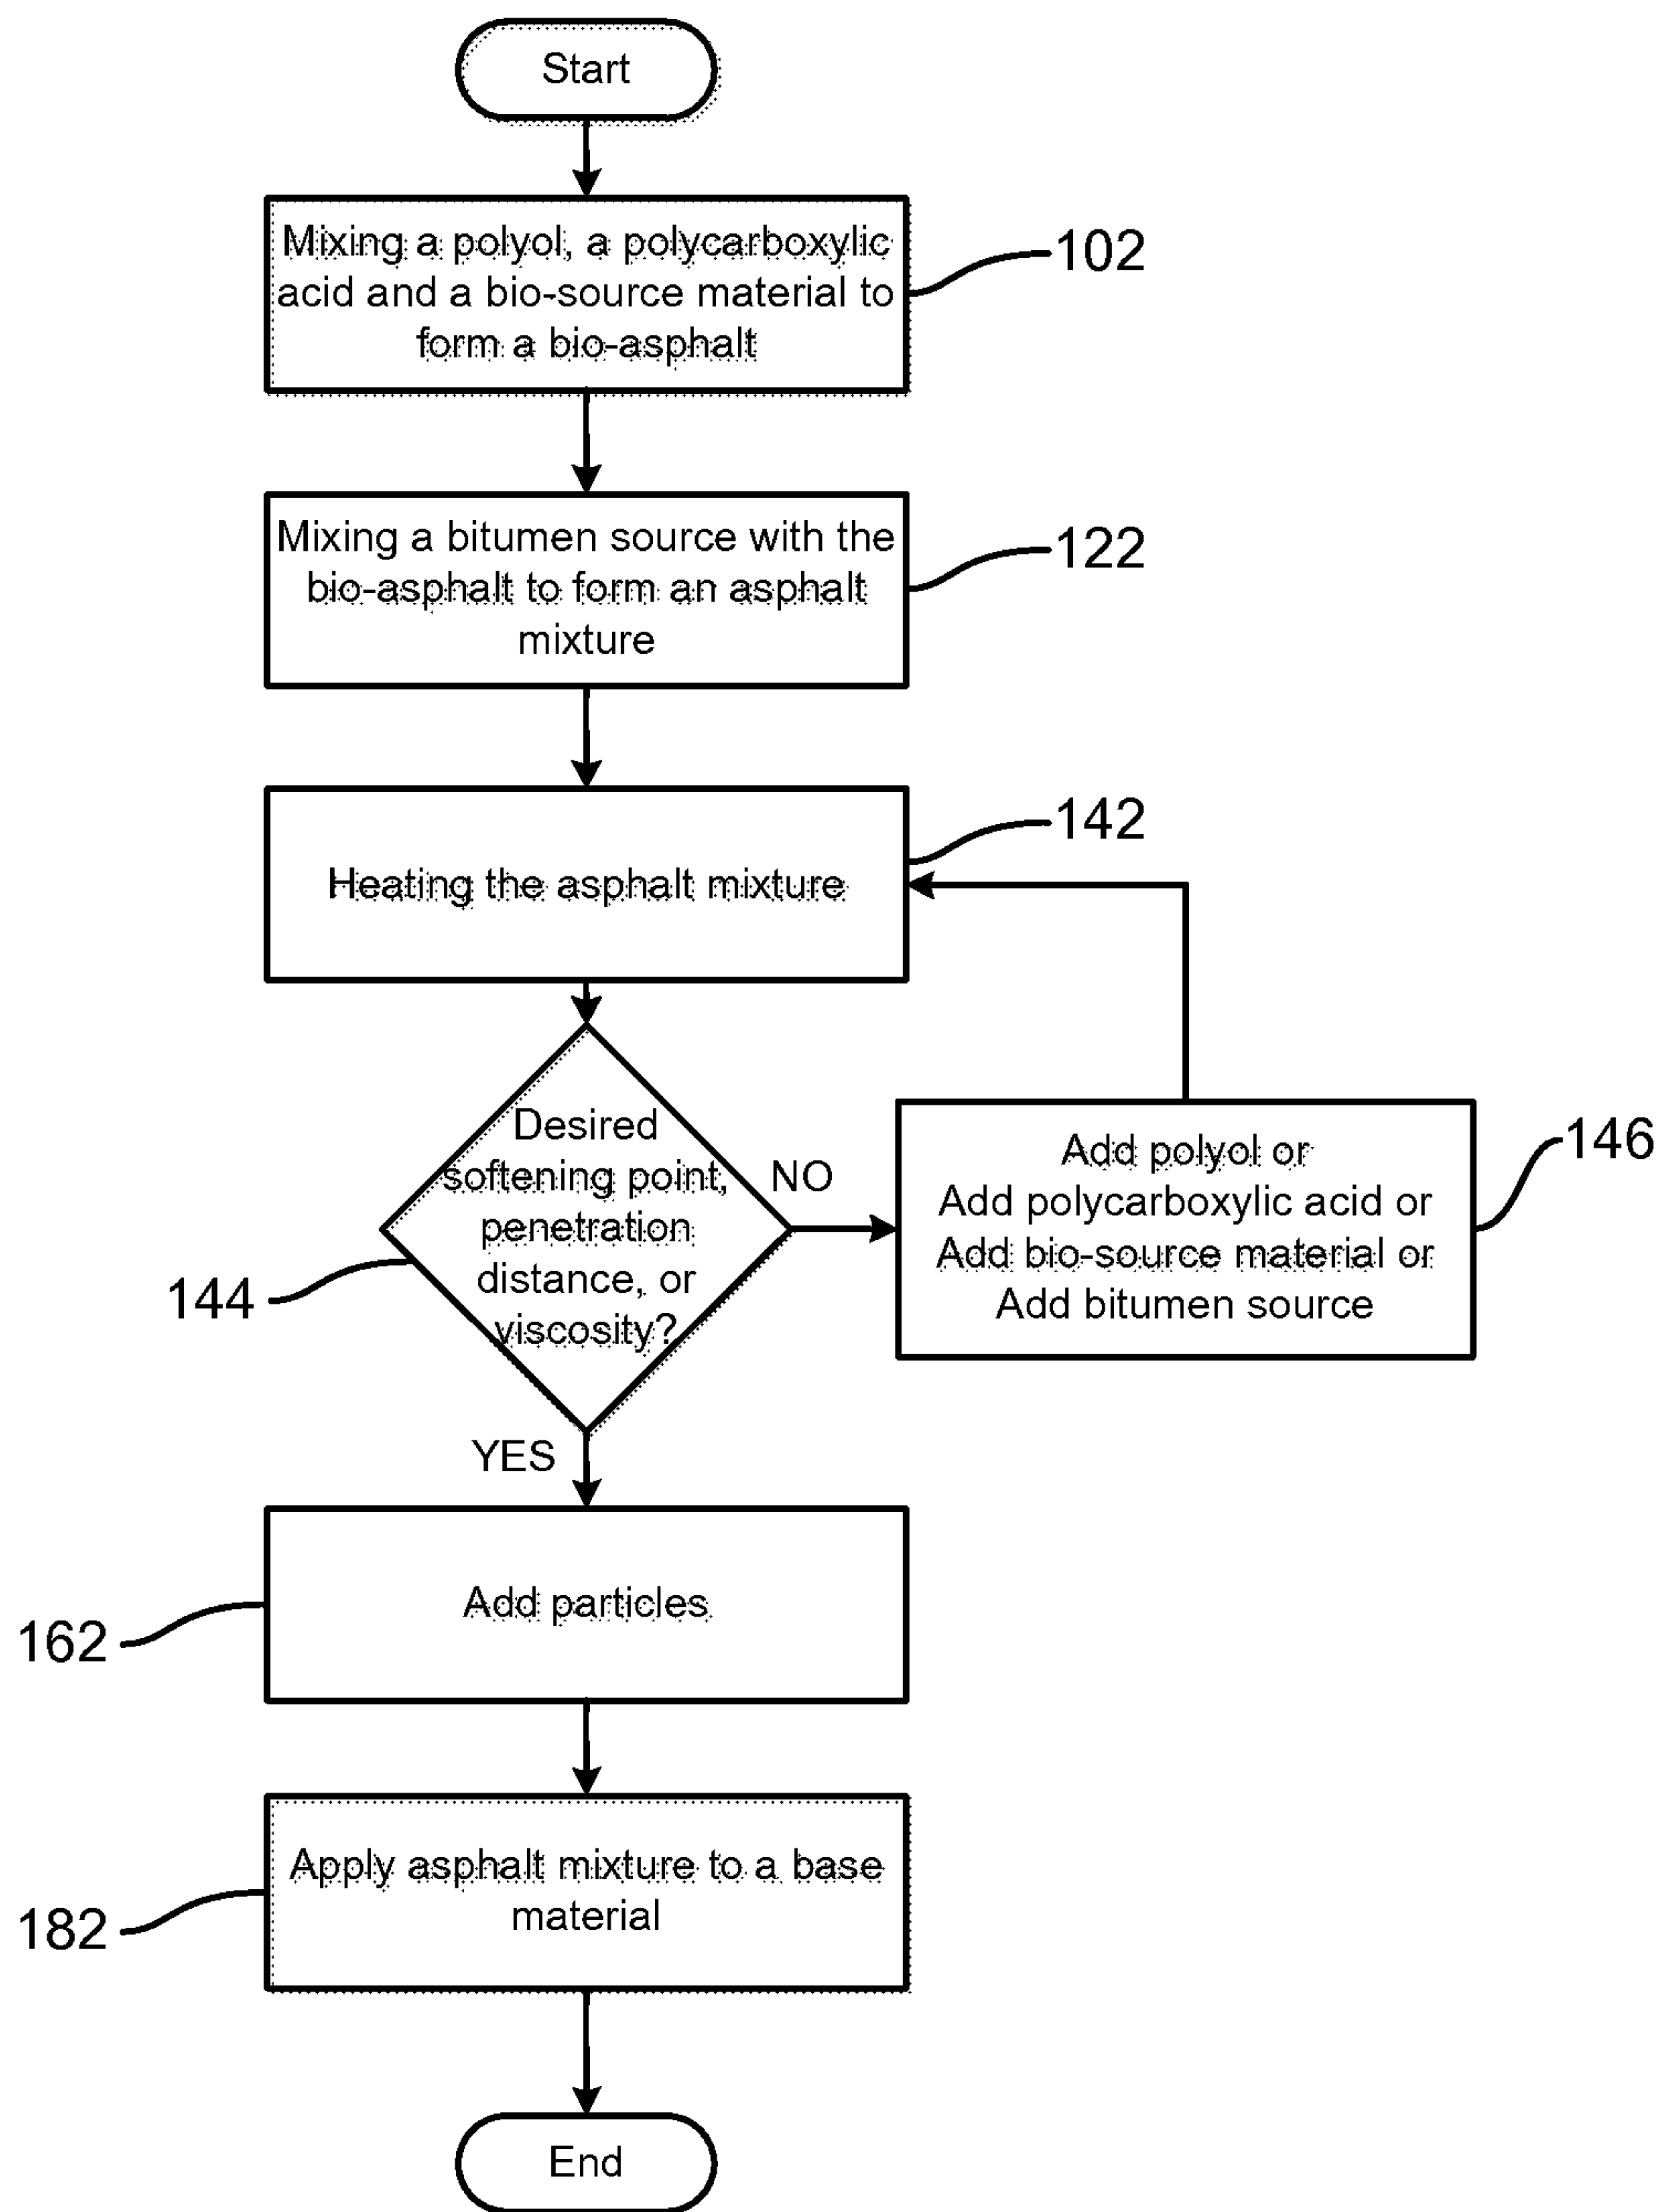 Start
Mixing a polyol, a polycarboxylic
acid and a bio-source material to
form a bio-asphalt
102
Mixing a bitumen source with the
bio-asphalt to form an asphalt
mixture
122
Heating the asphalt mixture
142
Desired
softening point,
penetration
distance, or
viscosity?
144
NO
Add polyol or
Add polycarboxylic acid or
Add bio-source material or
Add bitumen source
146
YES
Add particles
162
Apply asphalt mixture to a base
material
182
End